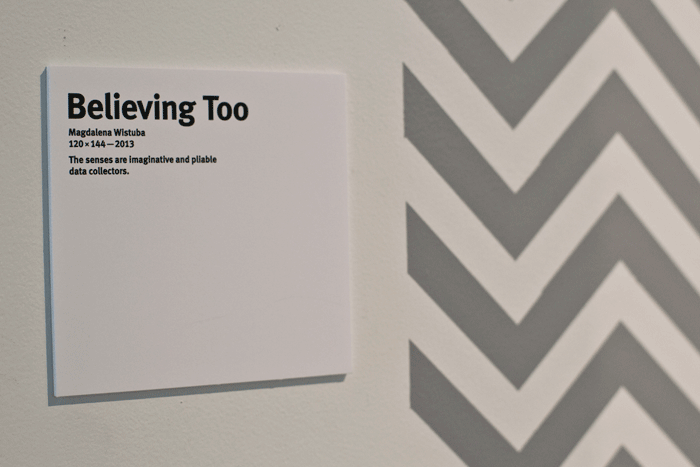 Believing Too
Magdalena Wistuba
120 × 144 — 2013
The senses are imaginative and pliable
data collectors.